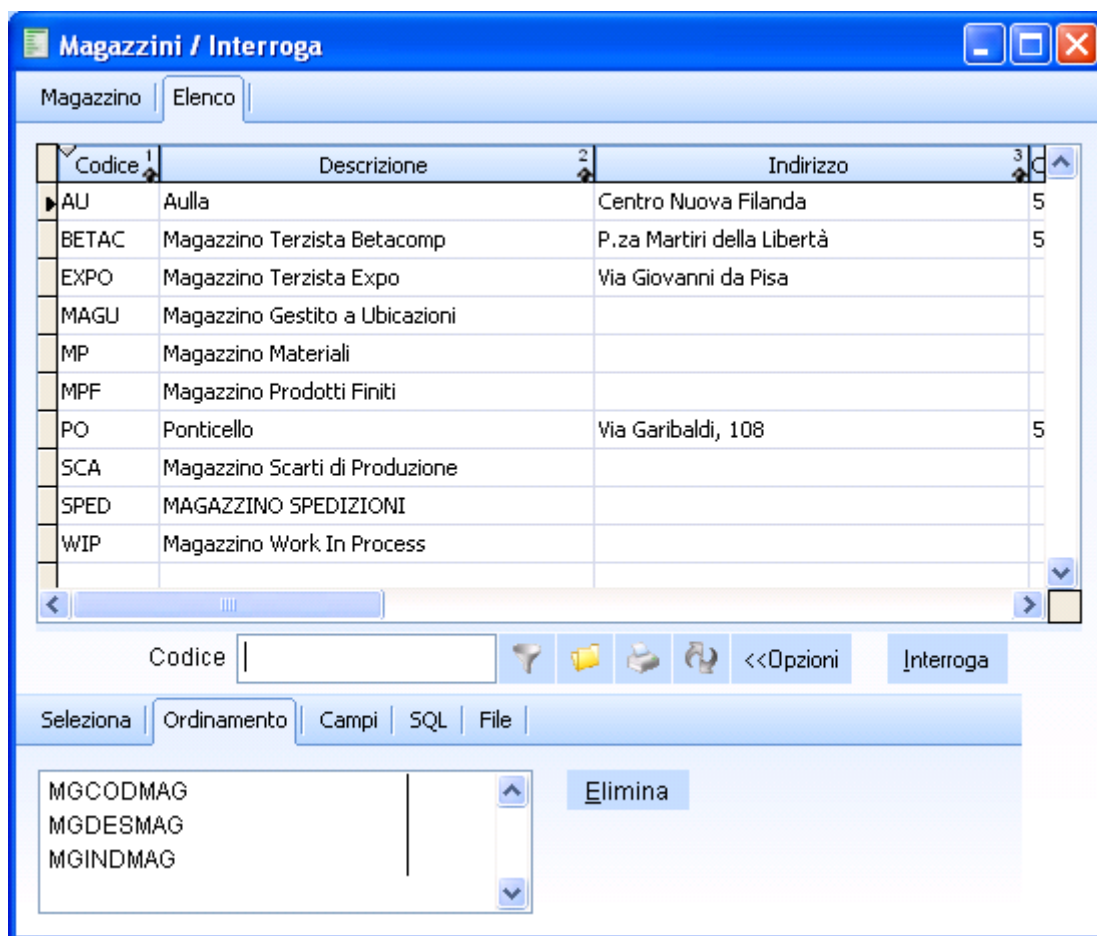 Magazzini / Interroga
Magazzino Elenco
Codice 1 Descrizione 2 Indirizzo 3 C
AU Aulla Centro Nuova Filanda 5
BETAC Magazzino Terzista Betacomp P.za Martiri della Libertà 5
EXPO Magazzino Terzista Expo Via Giovanni da Pisa
MAGU Magazzino Gestito a Ubicazioni
MP Magazzino Materiali
MPF Magazzino Prodotti Finiti
PO Ponticello Via Garibaldi, 108 5
SCA Magazzino Scarti di Produzione
SPED MAGAZZINO SPEDIZIONI
WIP Magazzino Work In Process
Codice <<Opzioni Interroga
Seleziona Ordinamento Campi SQL File
MGCODMAG Elimina
MGDESMAG
MGINDMAG